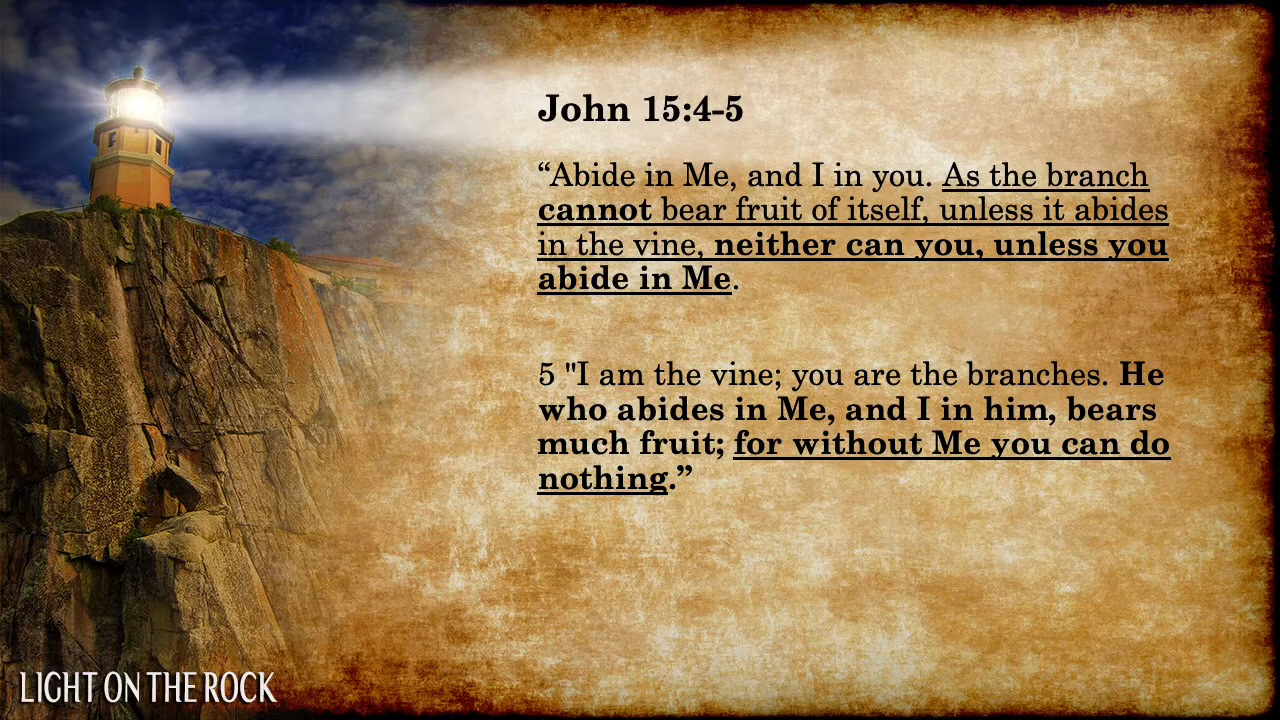 John 15:4-5
“Abide in Me, and I in you. As the branch
cannot bear fruit of itself, unless it abides
in the vine, neither can you, unless you
abide in Me.
5 "I am the vine; you are the branches. He
who abides in Me, and I in him, bears
much fruit; for without Me you can do
nothing.”
LIGHT ON THE ROCK